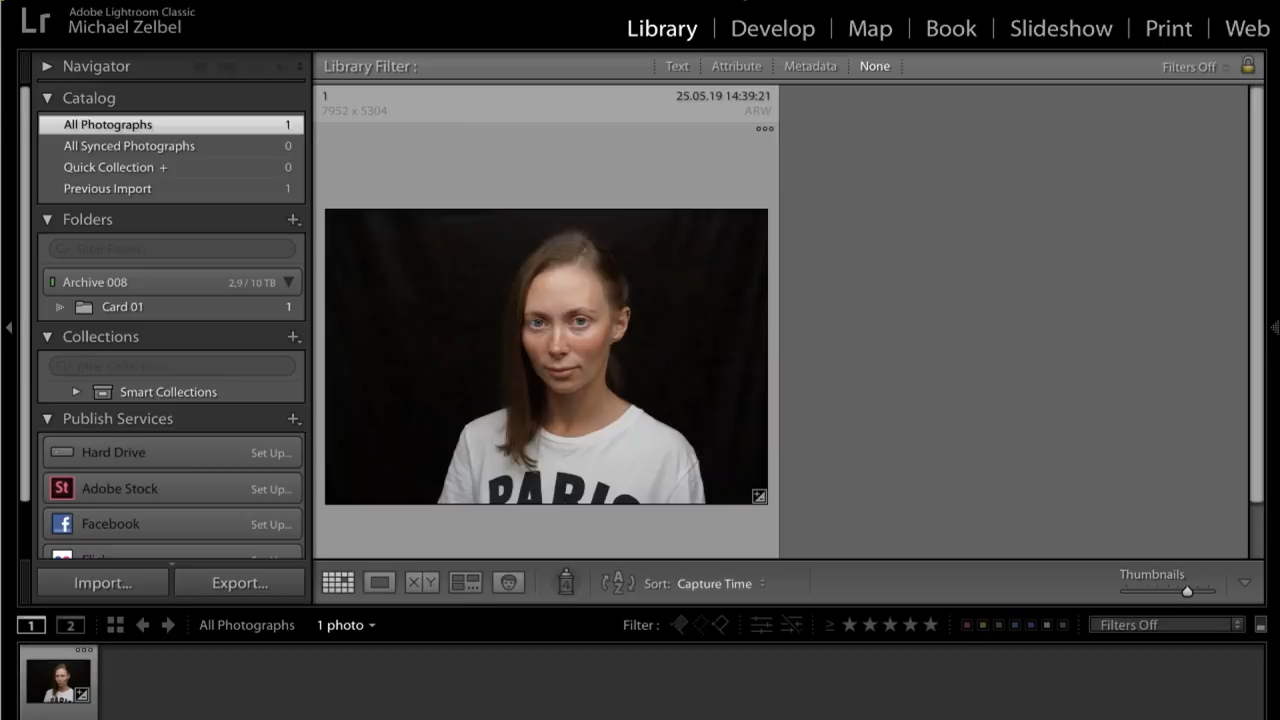 Lr
Adobe Lightroom Classic
Michael Zelbel
Library | Develop | Map | Book | Slideshow | Print | Web
Navigator
Library Filter :
Text
Attribute
Metadata
None
Filters Off
Catalog
All Photographs 1
All Synced Photographs 0
Quick Collection + 0
Previous Import 1
Folders
Filter Folders
Archive 008 2,9 / 10 TB
Card 01 1
Collections
Filter Collections
Smart Collections
Publish Services
Hard Drive Set Up...
St Adobe Stock Set Up...
f Facebook Set Up...
Import...
Export...
1
25.05.19 14:39:21
7952 x 5304
ARW
PARIS
X Y
A
Z
Sort: Capture Time
Thumbnails
1
2
All Photographs
1 photo
Filter :
≥
Filters Off